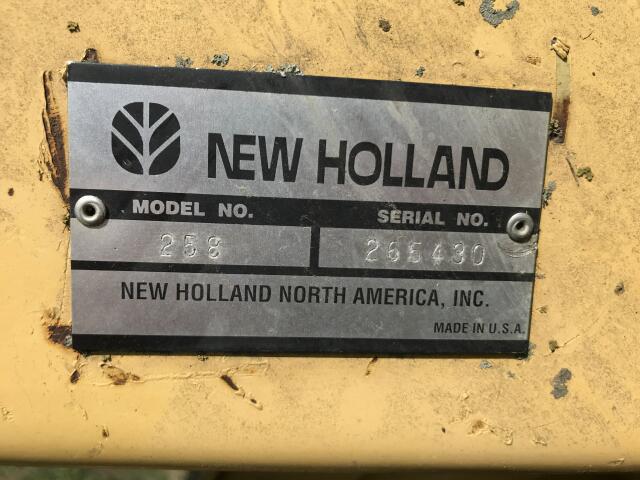 NEW HOLLAND
MODEL NO. SERIAL NO.
258 265430
NEW HOLLAND NORTH AMERICA, INC.
MADE IN U.S.A.